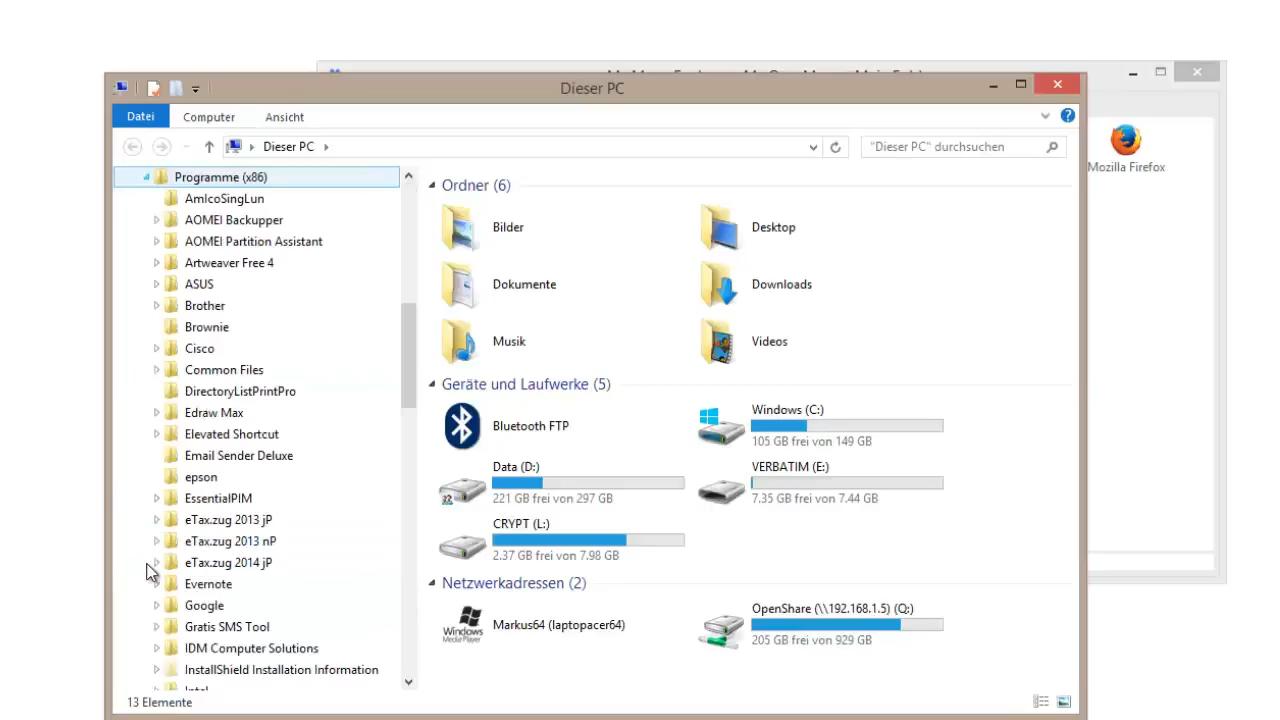 Dieser PC
Datei
Computer
Ansicht
Dieser PC
"Dieser PC" durchsuchen
Mozilla Firefox
Programme (x86)
AmIcoSingLun
AOMEI Backupper
AOMEI Partition Assistant
Artweaver Free 4
ASUS
Brother
Brownie
Cisco
Common Files
DirectoryListPrintPro
Edraw Max
Elevated Shortcut
Email Sender Deluxe
epson
EssentialPIM
eTax.zug 2013 jP
eTax.zug 2013 nP
eTax.zug 2014 jP
Evernote
Google
Gratis SMS Tool
IDM Computer Solutions
InstallShield Installation Information
Intel
Ordner (6)
Bilder
Desktop
Dokumente
Downloads
Musik
Videos
Geräte und Laufwerke (5)
Bluetooth FTP
Windows (C:)
105 GB frei von 149 GB
Data (D:)
221 GB frei von 297 GB
VERBATIM (E:)
7.35 GB frei von 7.44 GB
CRYPT (L:)
2.37 GB frei von 7.98 GB
Netzwerkadressen (2)
Windows
Media Player
Markus64 (laptopacer64)
OpenShare (\\192.168.1.5) (Q:)
205 GB frei von 929 GB
13 Elemente